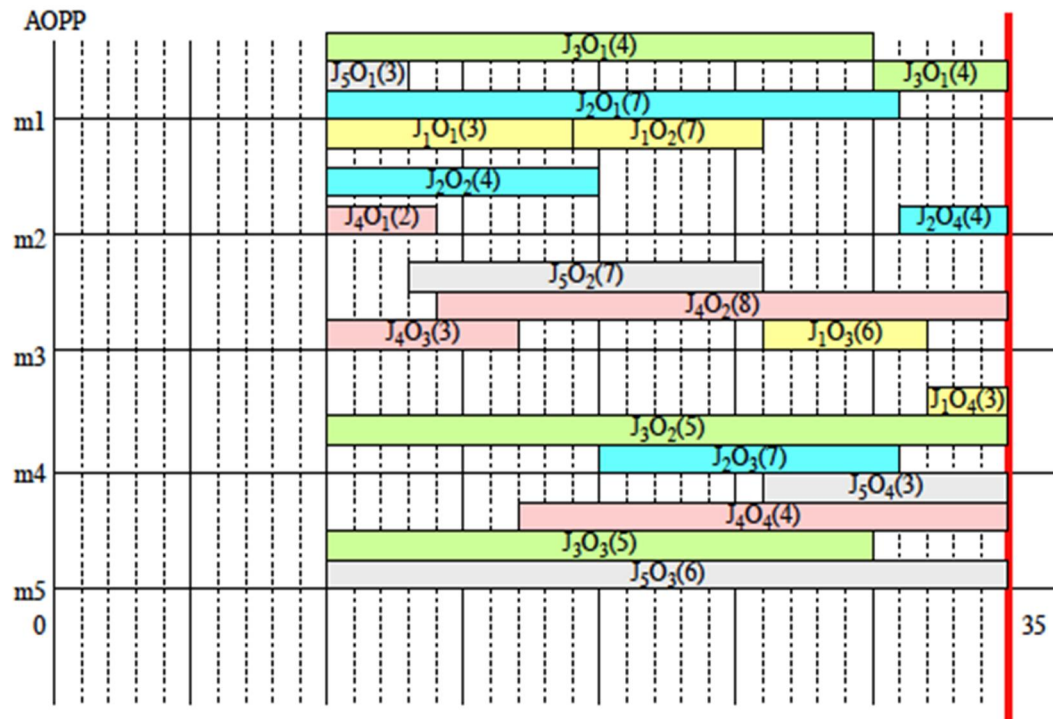 AOPP
J₃O₁(4)
J₅O₁(3) J₃O₁(4)
J₂O₁(7)
m1
J₁O₁(3) J₁O₂(7)
J₂O₂(4)
J₄O₁(2) J₂O₄(4)
m2
J₅O₂(7)
J₄O₂(8)
J₄O₃(3) J₁O₃(6)
m3
J₁O₄(3)
J₃O₂(5)
J₂O₃(7)
m4
J₅O₄(3)
J₄O₄(4)
J₃O₃(5)
J₅O₃(6)
m5
0 35